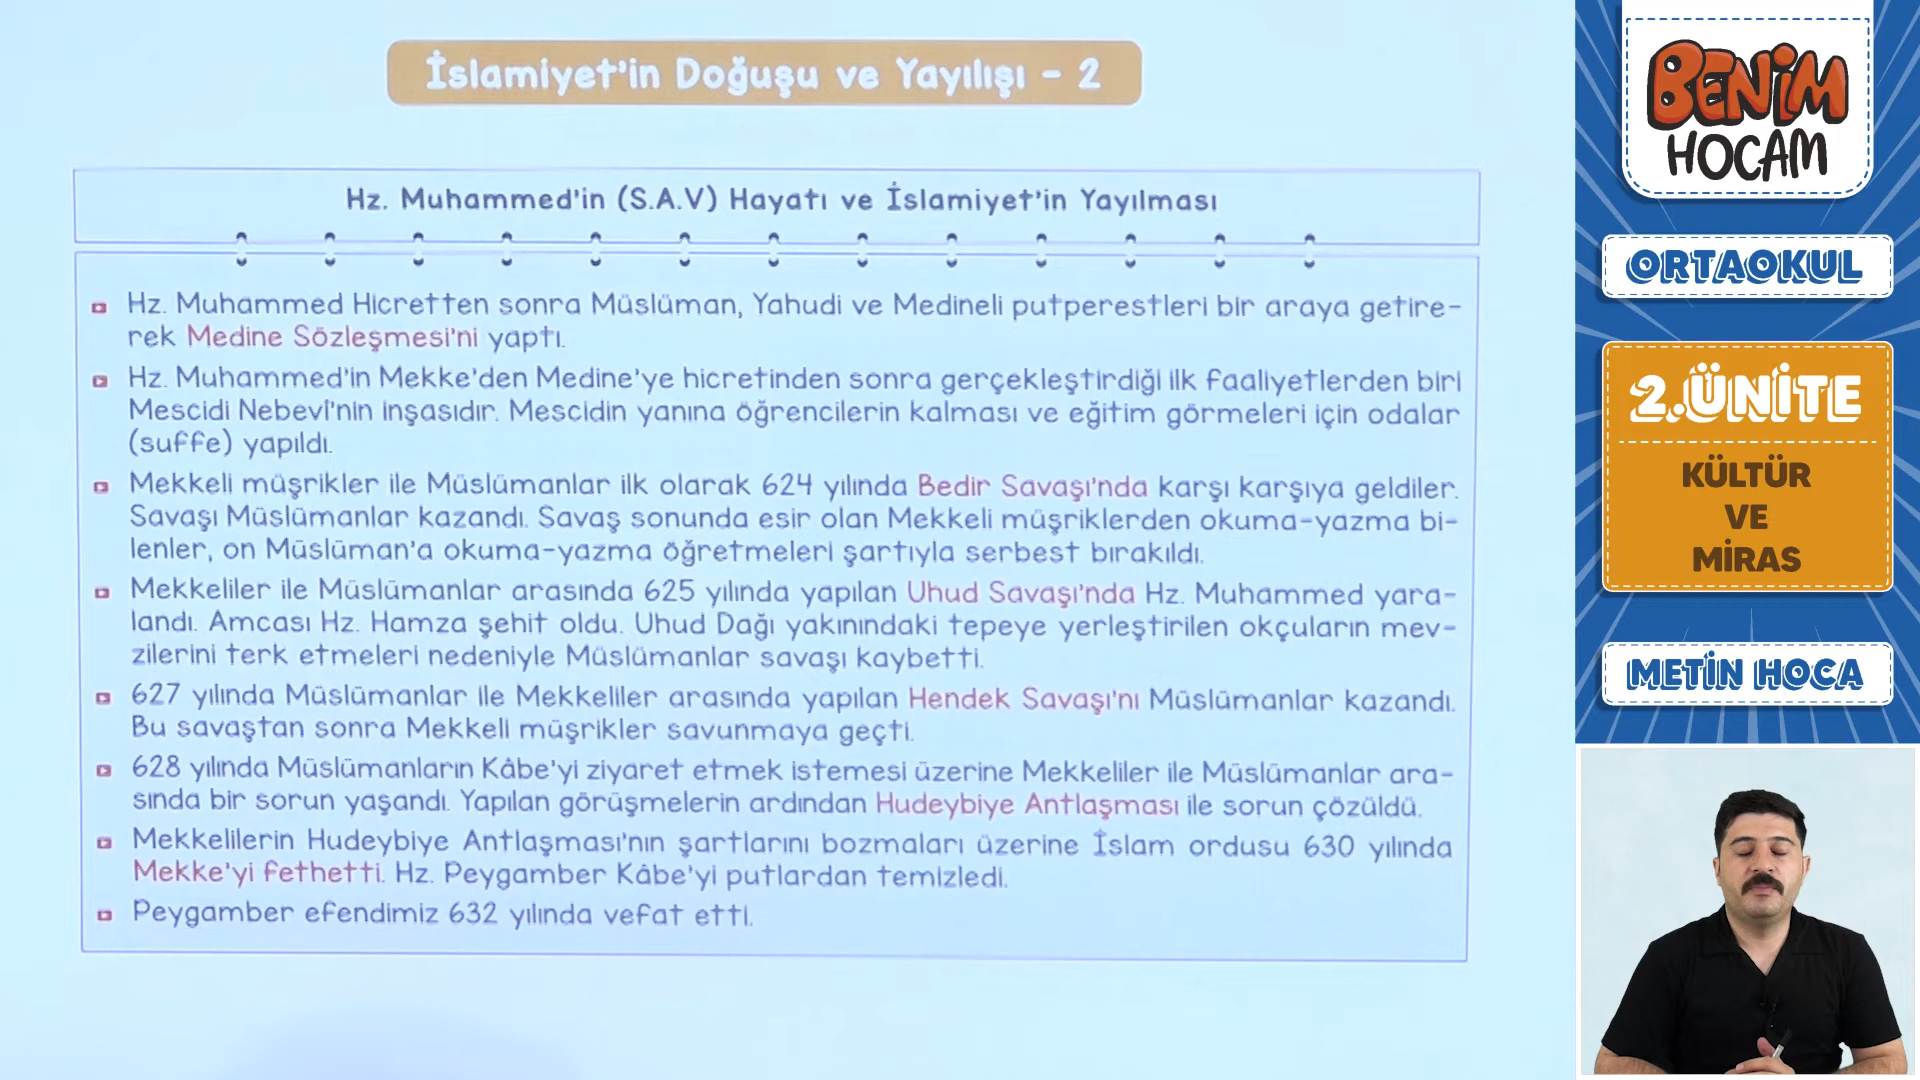 İslamiyet'in Doğuşu ve Yayılışı - 2
Hz. Muhammed'in (S.A.V) Hayatı ve İslamiyet'in Yayılması
Hz. Muhammed Hicretten sonra Müslüman, Yahudi ve Medineli putperestleri bir araya getire-
rek Medine Sözleşmesi'ni yaptı.
Hz. Muhammed'in Mekke'den Medine'ye hicretinden sonra gerçekleştirdiği ilk faaliyetlerden biri
Mescidi Nebevî'nin inşasıdır. Mescidin yanına öğrencilerin kalması ve eğitim görmeleri için odalar
(suffe) yapıldı.
Mekkeli müşrikler ile Müslümanlar ilk olarak 624 yılında Bedir Savaşı'nda karşı karşıya geldiler.
Savaşı Müslümanlar kazandı. Savaş sonunda esir olan Mekkeli müşriklerden okuma-yazma bi-
lenler, on Müslüman'a okuma-yazma öğretmeleri şartıyla serbest bırakıldı.
Mekkeliler ile Müslümanlar arasında 625 yılında yapılan Uhud Savaşı'nda Hz. Muhammed yara-
landı. Amcası Hz. Hamza şehit oldu. Uhud Dağı yakınındaki tepeye yerleştirilen okçuların mev-
zilerini terk etmeleri nedeniyle Müslümanlar savaşı kaybetti.
627 yılında Müslümanlar ile Mekkeliler arasında yapılan Hendek Savaşı'nı Müslümanlar kazandı.
Bu savaştan sonra Mekkeli müşrikler savunmaya geçti.
628 yılında Müslümanların Kâbe'yi ziyaret etmek istemesi üzerine Mekkeliler ile Müslümanlar ara-
sında bir sorun yaşandı. Yapılan görüşmelerin ardından Hudeybiye Antlaşması ile sorun çözüldü.
Mekkelilerin Hudeybiye Antlaşması'nın şartlarını bozmaları üzerine İslam ordusu 630 yılında
Mekke'yi fethetti. Hz. Peygamber Kâbe'yi putlardan temizledi.
Peygamber efendimiz 632 yılında vefat etti.
BENİM
HOCAM
ORTAOKUL
2.ÜNİTE
KÜLTÜR
VE
MİRAS
METİN HOCA